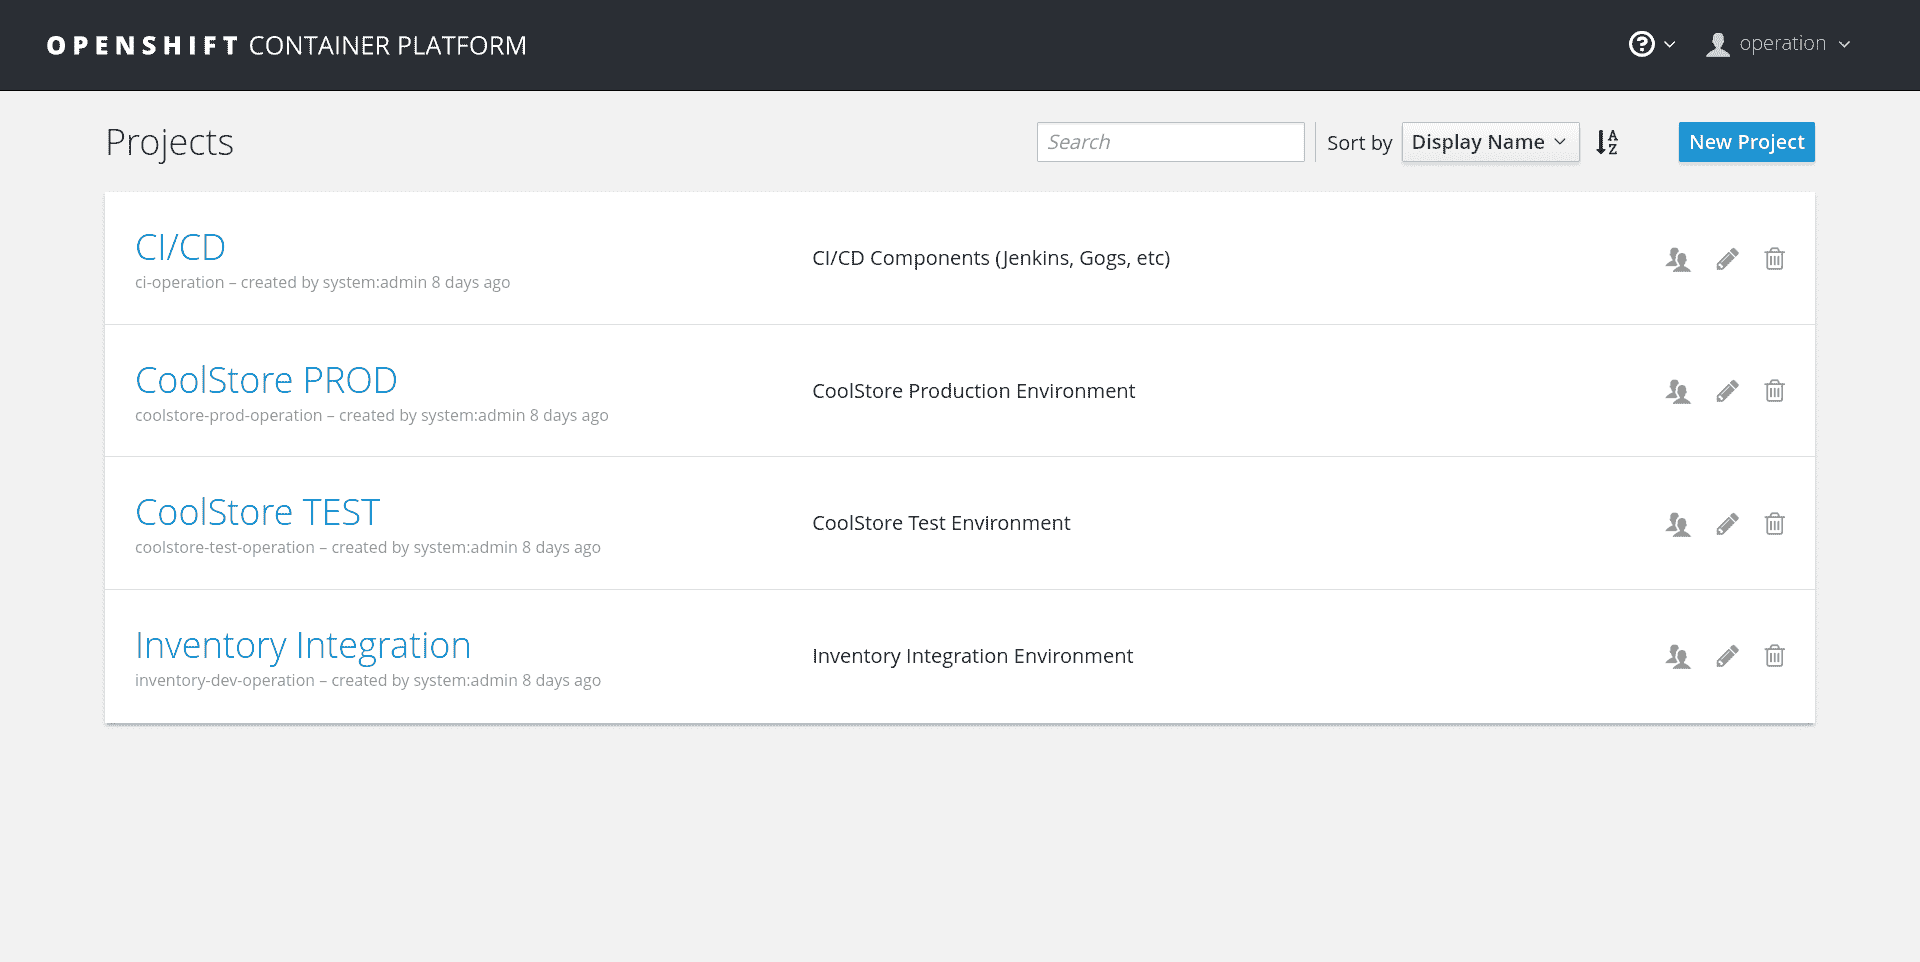 OPENSHIFT CONTAINER PLATFORM
operation
Projects
Search
Sort by
Display Name
A
Z
New Project
CI/CD
ci-operation – created by system:admin 8 days ago
CI/CD Components (Jenkins, Gogs, etc)
CoolStore PROD
coolstore-prod-operation – created by system:admin 8 days ago
CoolStore Production Environment
CoolStore TEST
coolstore-test-operation – created by system:admin 8 days ago
CoolStore Test Environment
Inventory Integration
inventory-dev-operation – created by system:admin 8 days ago
Inventory Integration Environment